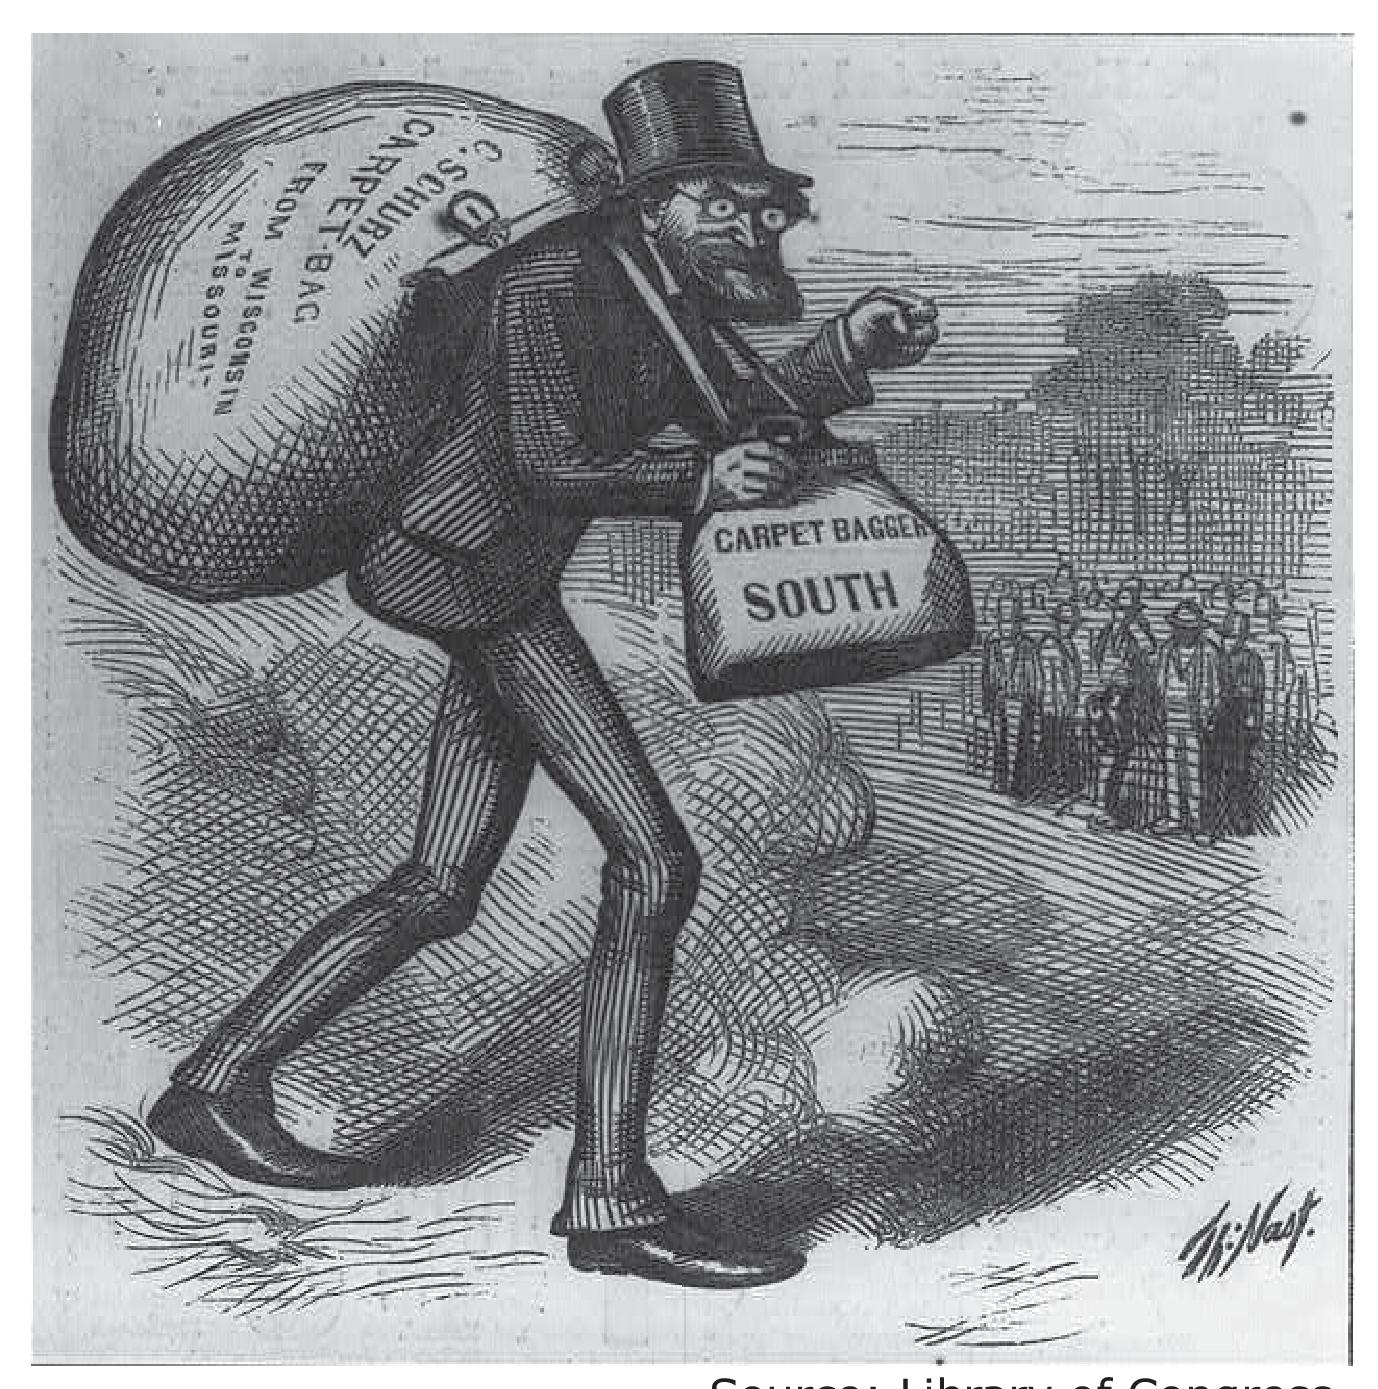 C. SCHURZ
CARPET-BAG
FROM WISCONSIN
TO
MISSOURI-
CARPET BAGGER
SOUTH
Th: Nast.
Source: Library of Congress